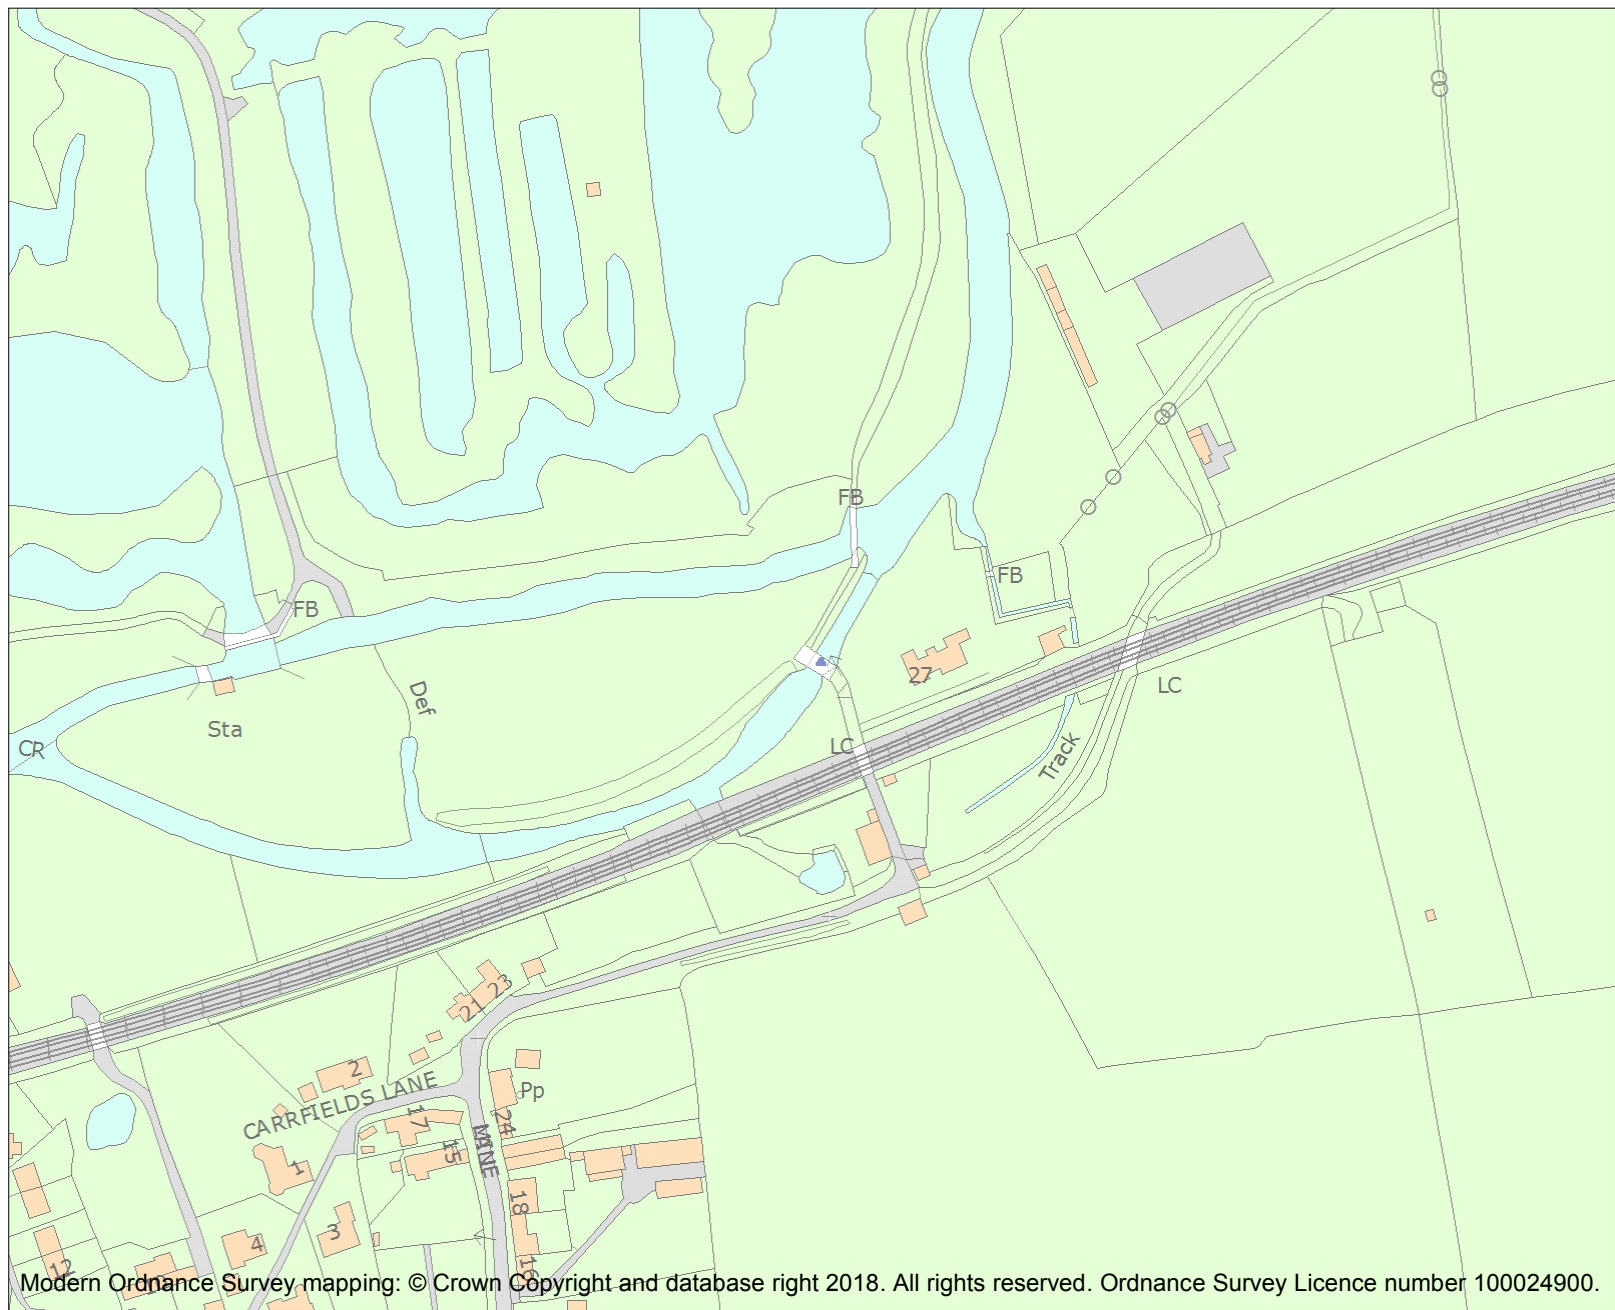 FB
FB
FB
27
LC
Def
Sta
CR
LC
Track
21 23
2
CARRFIELDS LANE
Pp
17
24
15
LANE
1
18
3
4
12
16
Modern Ordnance Survey mapping: © Crown Copyright and database right 2018. All rights reserved. Ordnance Survey Licence number 100024900.